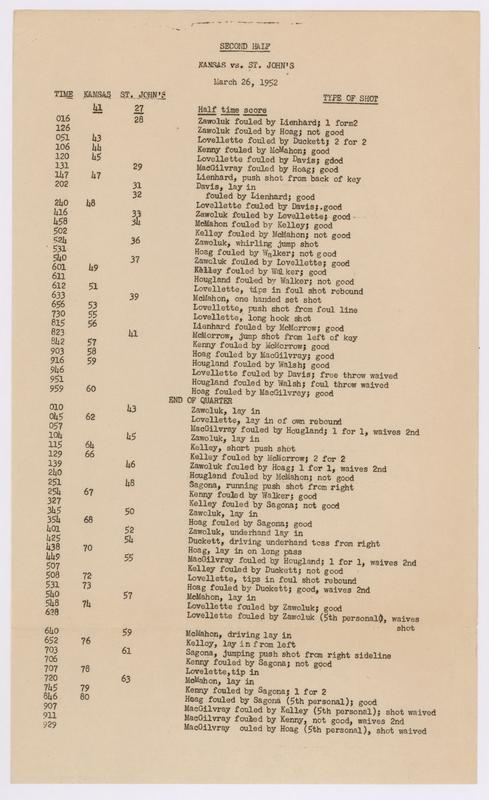 SECOND HALF
KANSAS vs. ST. JOHN'S
March 26, 1952
TIME KANSAS ST. JOHN'S TYPE OF SHOT
41 27 Half time score
016 28 Zawoluk fouled by Lienhard; 1 form2
126 Zawoluk fouled by Hoag; not good
051 43 Lovellette fouled by Duckett; 2 for 2
106 44 Kenny fouled by McMahon; good
120 45 Lovellette fouled by Davis; good
131 29 MacGilvray fouled by Hoag; good
147 47 Lienhard, push shot from back of key
202 31 Davis, lay in
32 fouled by Lienhard; good
240 48 Lovellette fouled by Davis; good
416 33 Zawoluk fouled by Lovellette; good
458 34 McMahon fouled by Kelley; good
502 Kelley fouled by McMahon; not good
524 36 Zawoluk, whirling jump shot
531 Hoag fouled by Walker; not good
540 37 Zawoluk fouled by Lovellette; good
601 49 Kelley fouled by Walker; good
611 Hougland fouled by Walker; not good
612 51 Lovellette, tips in foul shot rebound
633 39 McMahon, one handed set shot
656 53 Lovellette, push shot from foul line
730 55 Lovellette, long hook shot
815 56 Lienhard fouled by McMorrow; good
823 41 McMorrow, jump shot from left of key
842 57 Kenny fouled by McMorrow; good
903 58 Hoag fouled by MacGilvray; good
916 59 Hougland fouled by Walsh; good
946 Lovellette fouled by Davis; free throw waived
951 Hougland fouled by Walsh; foul throw waived
959 60 Hoag fouled by MacGilvray; good
END OF QUARTER
010 43 Zawoluk, lay in
045 62 Lovellette, lay in of own rebound
057 MacGilvray fouled by Hougland; 1 for 1, waives 2nd
104 45 Zawoluk, lay in
115 64 Kelley, short push shot
129 66 Kelley fouled by McMorrow; 2 for 2
139 46 Zawoluk fouled by Hoag; 1 for 1, waives 2nd
240 Hougland fouled by McMahon; not good
251 48 Sagona, running push shot from right
254 67 Kenny fouled by Walker; good
327 Kelley fouled by Sagona; not good
345 50 Zawoluk, lay in
354 68 Hoag fouled by Sagona; good
401 52 Zawoluk, underhand lay in
425 54 Duckett, driving underhand toss from right
438 70 Hoag, lay in on long pass
449 55 MacGilvray fouled by Hougland; 1 for 1, waives 2nd
507 Kelley fouled by Duckett; not good
508 72 Lovellette, tips in foul shot rebound
531 73 Hoag fouled by Duckett; good, waives 2nd
540 57 McMahon, lay in
548 74 Lovellette fouled by Zawoluk; good
628 Lovellette fouled by Zawoluk (5th personal), waives
shot
640 59 McMahon, driving lay in
652 76 Kelley, lay in from left
703 61 Sagona, jumping push shot from right sideline
706 Kenny fouled by Sagona; not good
707 78 Lovelette, tip in
720 63 McMahon, lay in
745 79 Kenny fouled by Sagona; 1 for 2
846 80 Hoag fouled by Sagona (5th personal); good
907 MacGilvray fouled by Kelley (5th personal); shot waived
911 MacGilvray fouled by Kenny, not good, waives 2nd
929 MacGilvray ouled by Hoag (5th personal), shot waived